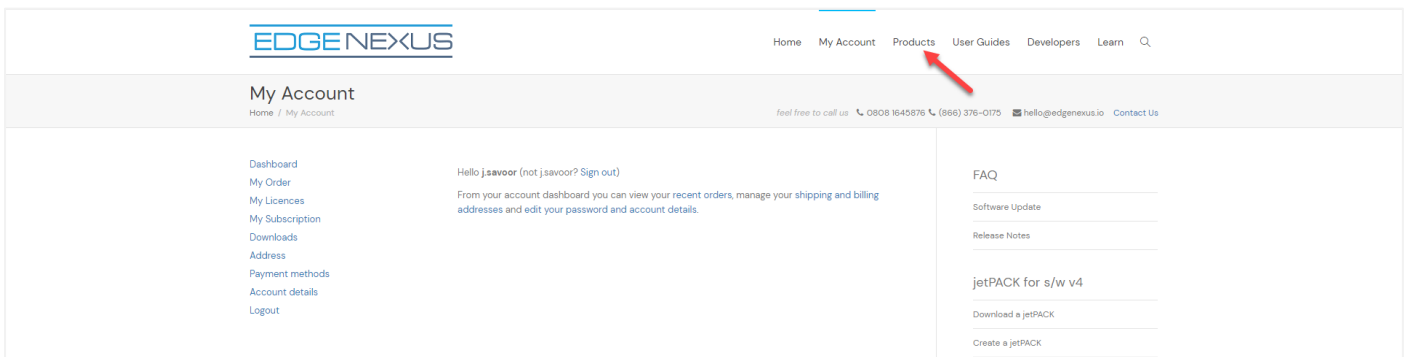 EDGENEXUS
Home My Account Products User Guides Developers Learn
My Account
Home / My Account
feel free to call us 0808 1645876 (866) 376-0175 hello@edgenexus.io Contact Us
Dashboard
My Order
My Licences
My Subscription
Downloads
Address
Payment methods
Account details
Logout
Hello j.savoor (not j.savoor? Sign out)
From your account dashboard you can view your recent orders, manage your shipping and billing
addresses and edit your password and account details.
FAQ
Software Update
Release Notes
jetPACK for s/w v4
Download a jetPACK
Create a jetPACK